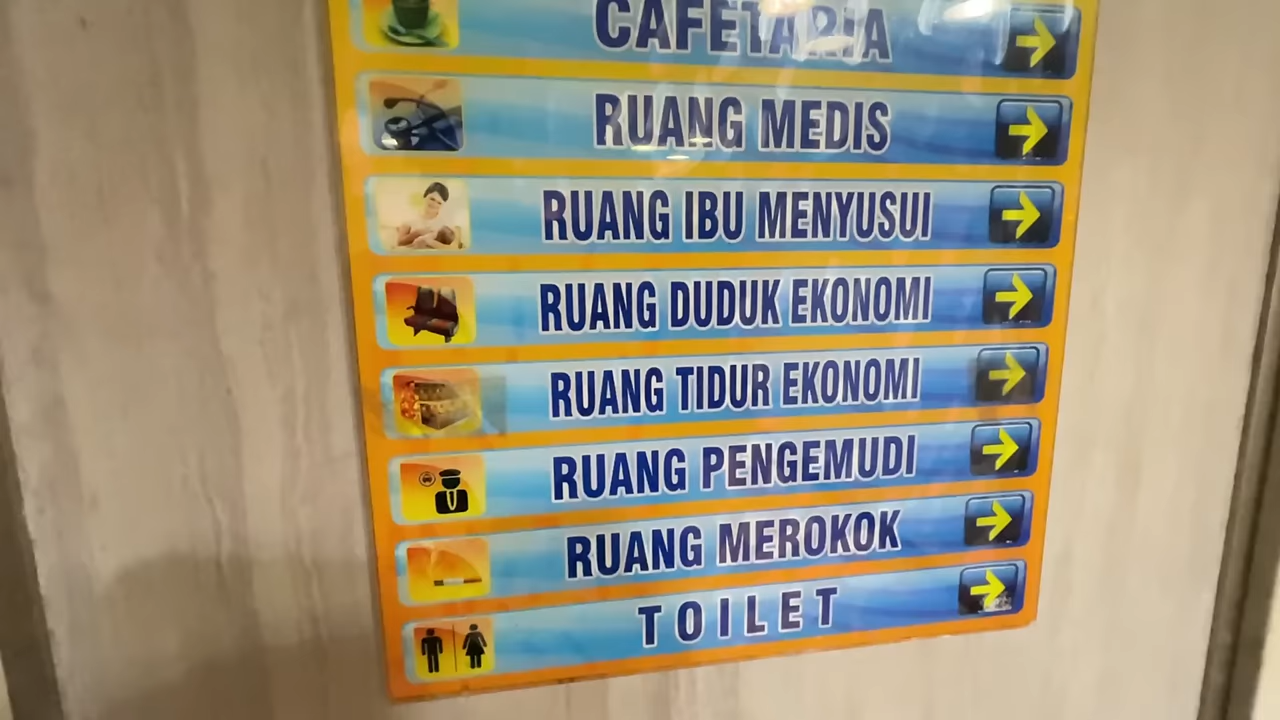 CAFETARIA
RUANG MEDIS
RUANG IBU MENYUSUI
RUANG DUDUK EKONOMI
RUANG TIDUR EKONOMI
RUANG PENGEMUDI
RUANG MEROKOK
TOILET